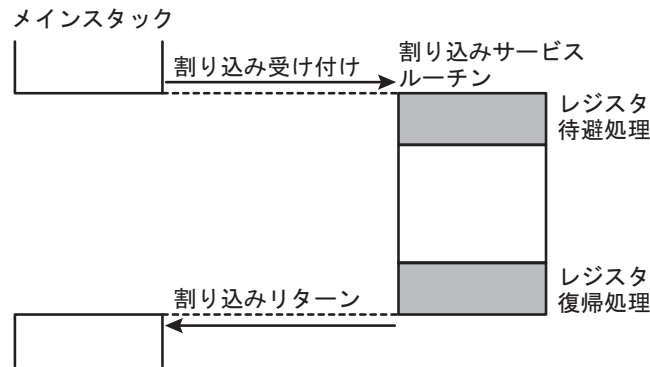 メインスタック
割り込み受け付け
割り込みサービス
ルーチン
レジスタ
待避処理
レジスタ
復帰処理
割り込みリターン